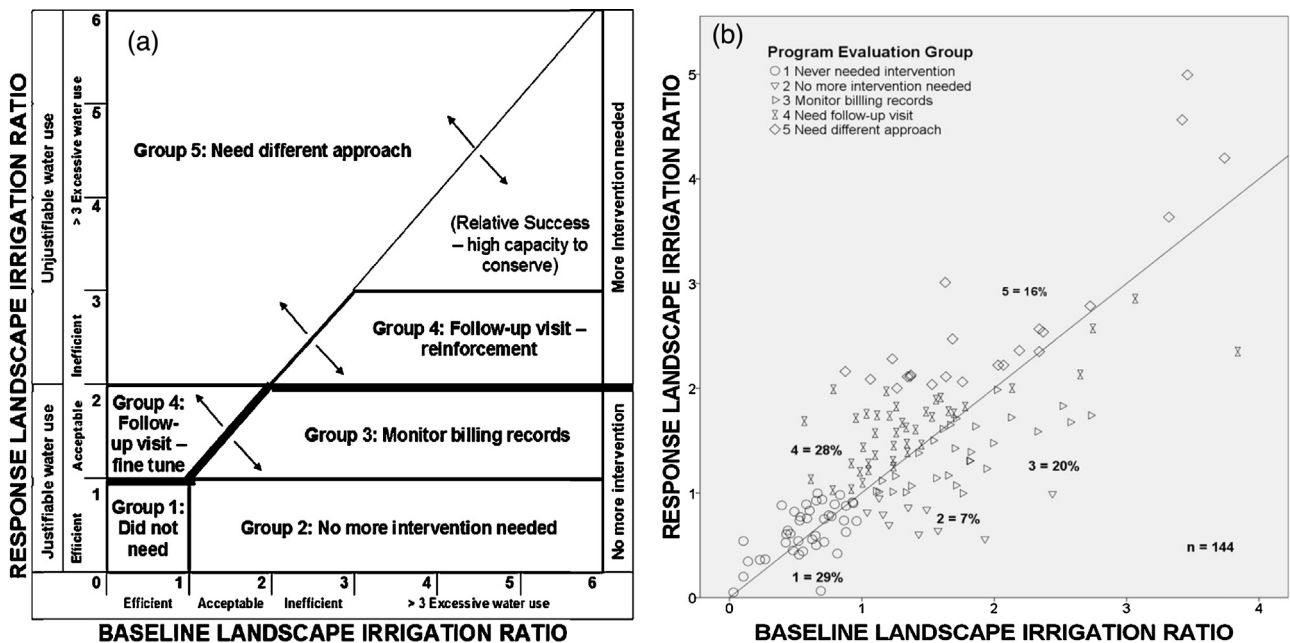 (a)
RESPONSE LANDSCAPE IRRIGATION RATIO
Unjustifiable water use
Justifiable water use
> 3 Excessive water use
Inefficient
Acceptable
Efficient
6
5
4
3
2
1
0
Group 5: Need different approach
(Relative Success
– high capacity to
conserve)
Group 4: Follow-up visit –
reinforcement
Group 4:
Follow-
up visit –
fine tune
Group 3: Monitor billing records
Group 1:
Did not
need
Group 2: No more intervention needed
More intervention needed
No more intervention
1
2
3
4
5
6
Efficient
Acceptable
Inefficient
> 3 Excessive water use
BASELINE LANDSCAPE IRRIGATION RATIO
(b)
RESPONSE LANDSCAPE IRRIGATION RATIO
Program Evaluation Group
1 Never needed intervention
2 No more intervention needed
3 Monitor billling records
4 Need follow-up visit
5 Need different approach
5
4
3
2
1
0
5 = 16%
4 = 28%
3 = 20%
2 = 7%
1 = 29%
n = 144
0
1
2
3
4
BASELINE LANDSCAPE IRRIGATION RATIO